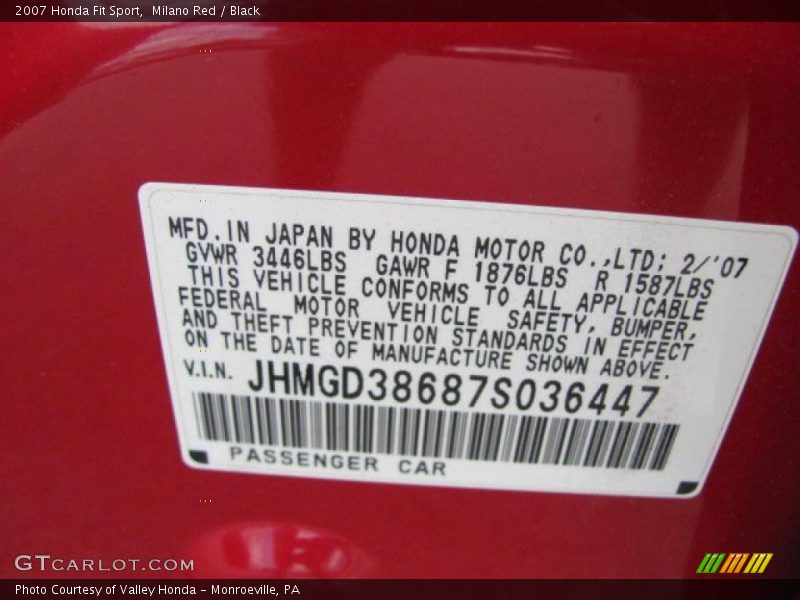 2007 Honda Fit Sport,  Milano Red / Black
MFD.IN JAPAN BY HONDA MOTOR CO.,LTD; 2/'07
GVWR 3446LBS GAWR F 1876LBS R 1587LBS
THIS VEHICLE CONFORMS TO ALL APPLICABLE
FEDERAL MOTOR VEHICLE SAFETY, BUMPER,
AND THEFT PREVENTION STANDARDS IN EFFECT
ON THE DATE OF MANUFACTURE SHOWN ABOVE.
V.I.N. JHMGD38687S036447
PASSENGER CAR
GTCARLOT.COM
Photo Courtesy of Valley Honda - Monroeville, PA